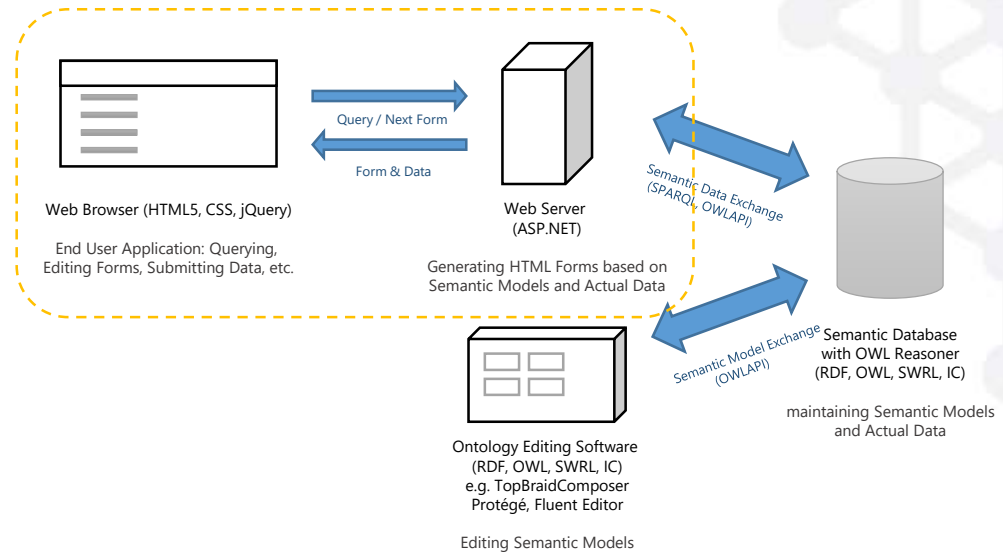 Query / Next Form
Form & Data
Web Browser (HTML5, CSS, jQuery)
End User Application: Querying,
Editing Forms, Submitting Data, etc.
Web Server
(ASP.NET)
Generating HTML Forms based on
Semantic Models and Actual Data
Semantic Data Exchange
(SPARQL, OWLAPI)
Semantic Model Exchange
(OWLAPI)
Semantic Database
with OWL Reasoner
(RDF, OWL, SWRL, IC)
maintaining Semantic Models
and Actual Data
Ontology Editing Software
(RDF, OWL, SWRL, IC)
e.g. TopBraidComposer
Protégé, Fluent Editor
Editing Semantic Models